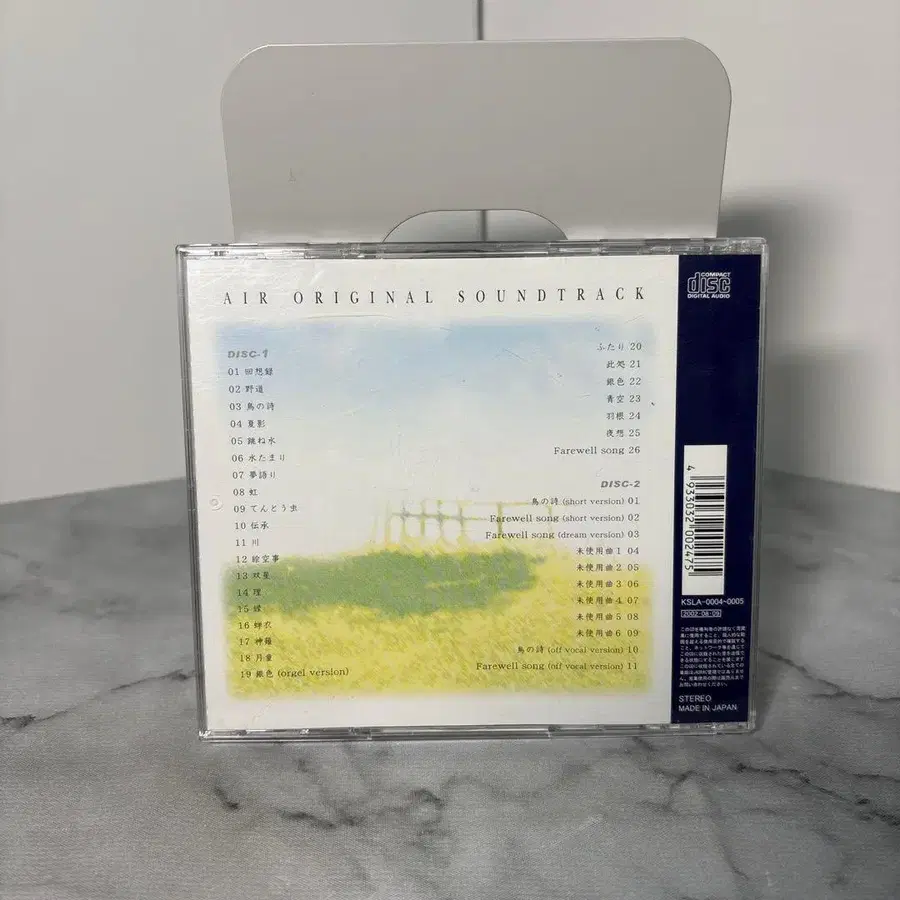 AIR ORIGINAL SOUNDTRACK
DISC-1
01 回想録
02 野道
03 鳥の詩
04 夏影
05 跳ね水
06 水たまり
07 夢語り
08 虹
09 てんとう虫
10 伝承
11 川
12 絵空事
13 双星
14 理
15 縁
16 蝉衣
17 神薙
18 月童
19 銀色 (orgel version)
ふたり 20
此処 21
銀色 22
青空 23
羽根 24
夜想 25
Farewell song 26
DISC-2
鳥の詩 (short version) 01
Farewell song (short version) 02
Farewell song (dream version) 03
未使用曲1 04
未使用曲2 05
未使用曲3 06
未使用曲4 07
未使用曲5 08
未使用曲6 09
鳥の詩 (off vocal version) 10
Farewell song (off vocal version) 11
COMPACT
disc
DIGITAL AUDIO
4 933032 002475
KSLA-0004~0005
2002・08・09
STEREO
MADE IN JAPAN